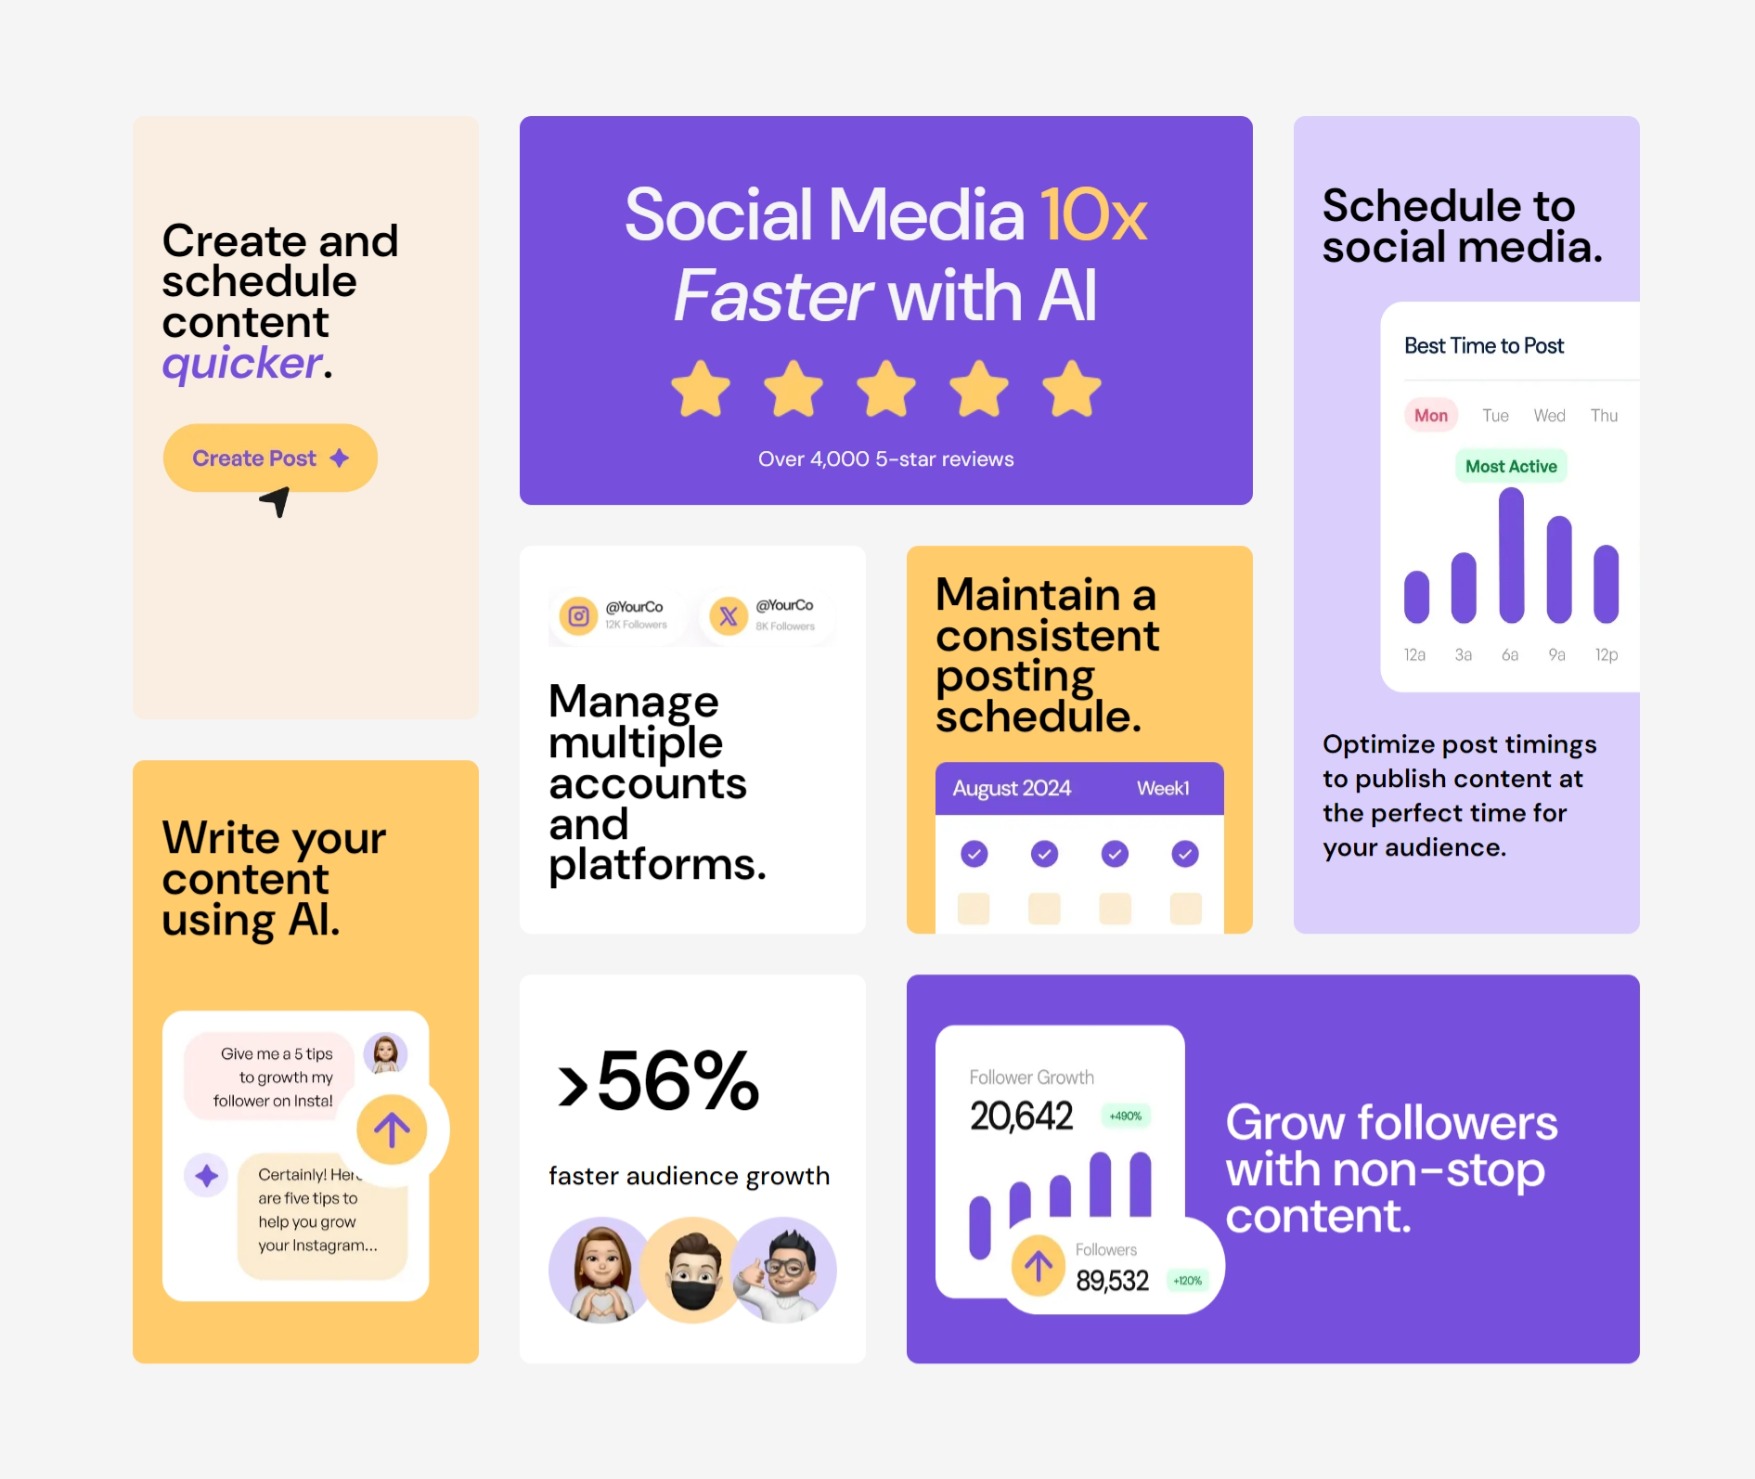 Create and
schedule
content
quicker.
Create Post
Social Media 10x
Faster with AI
Over 4,000 5-star reviews
Schedule to
social media.
Best Time to Post
Mon Tue Wed Thu
Most Active
12a 3a 6a 9a 12p
Optimize post timings
to publish content at
the perfect time for
your audience.
@YourCo
12K Followers
@YourCo
8K Followers
Manage
multiple
accounts
and
platforms.
Maintain a
consistent
posting
schedule.
August 2024 Week1
Write your
content
using AI.
Give me a 5 tips
to growth my
follower on Insta!
Certainly! Here
are five tips to
help you grow
your Instagram...
>56%
faster audience growth
Follower Growth
20,642 +490%
Followers
89,532 +120%
Grow followers
with non-stop
content.